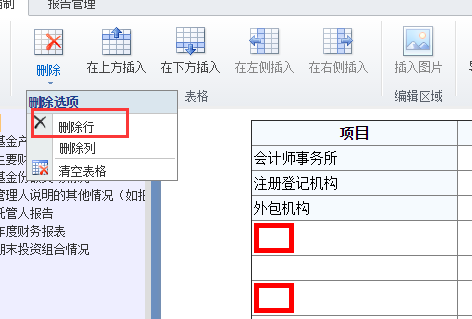 制
报告管理
删除
在上方插入
在下方插入
在左侧插入
在右侧插入
插入图片
表格
编辑区域
删除选项
删除行
删除列
清空表格
基金产
主要财
基金份
管理人说明的其他情况（如报
托管人报告
年度财务报表
期末投资组合情况
项目
会计师事务所
注册登记机构
外包机构